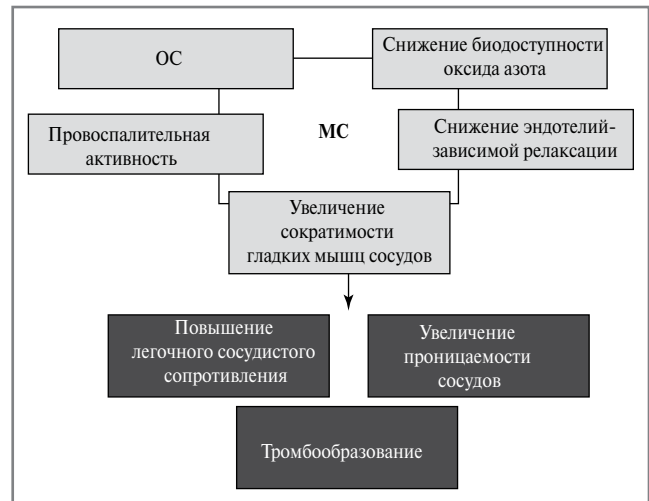 ОС
Снижение биодоступности
оксида азота
Провоспалительная
активность
МС
Снижение эндотелий-
зависимой релаксации
Увеличение
сократимости
гладких мышц сосудов
Повышение
легочного сосудистого
сопротивления
Увеличение
проницаемости
сосудов
Тромбообразование